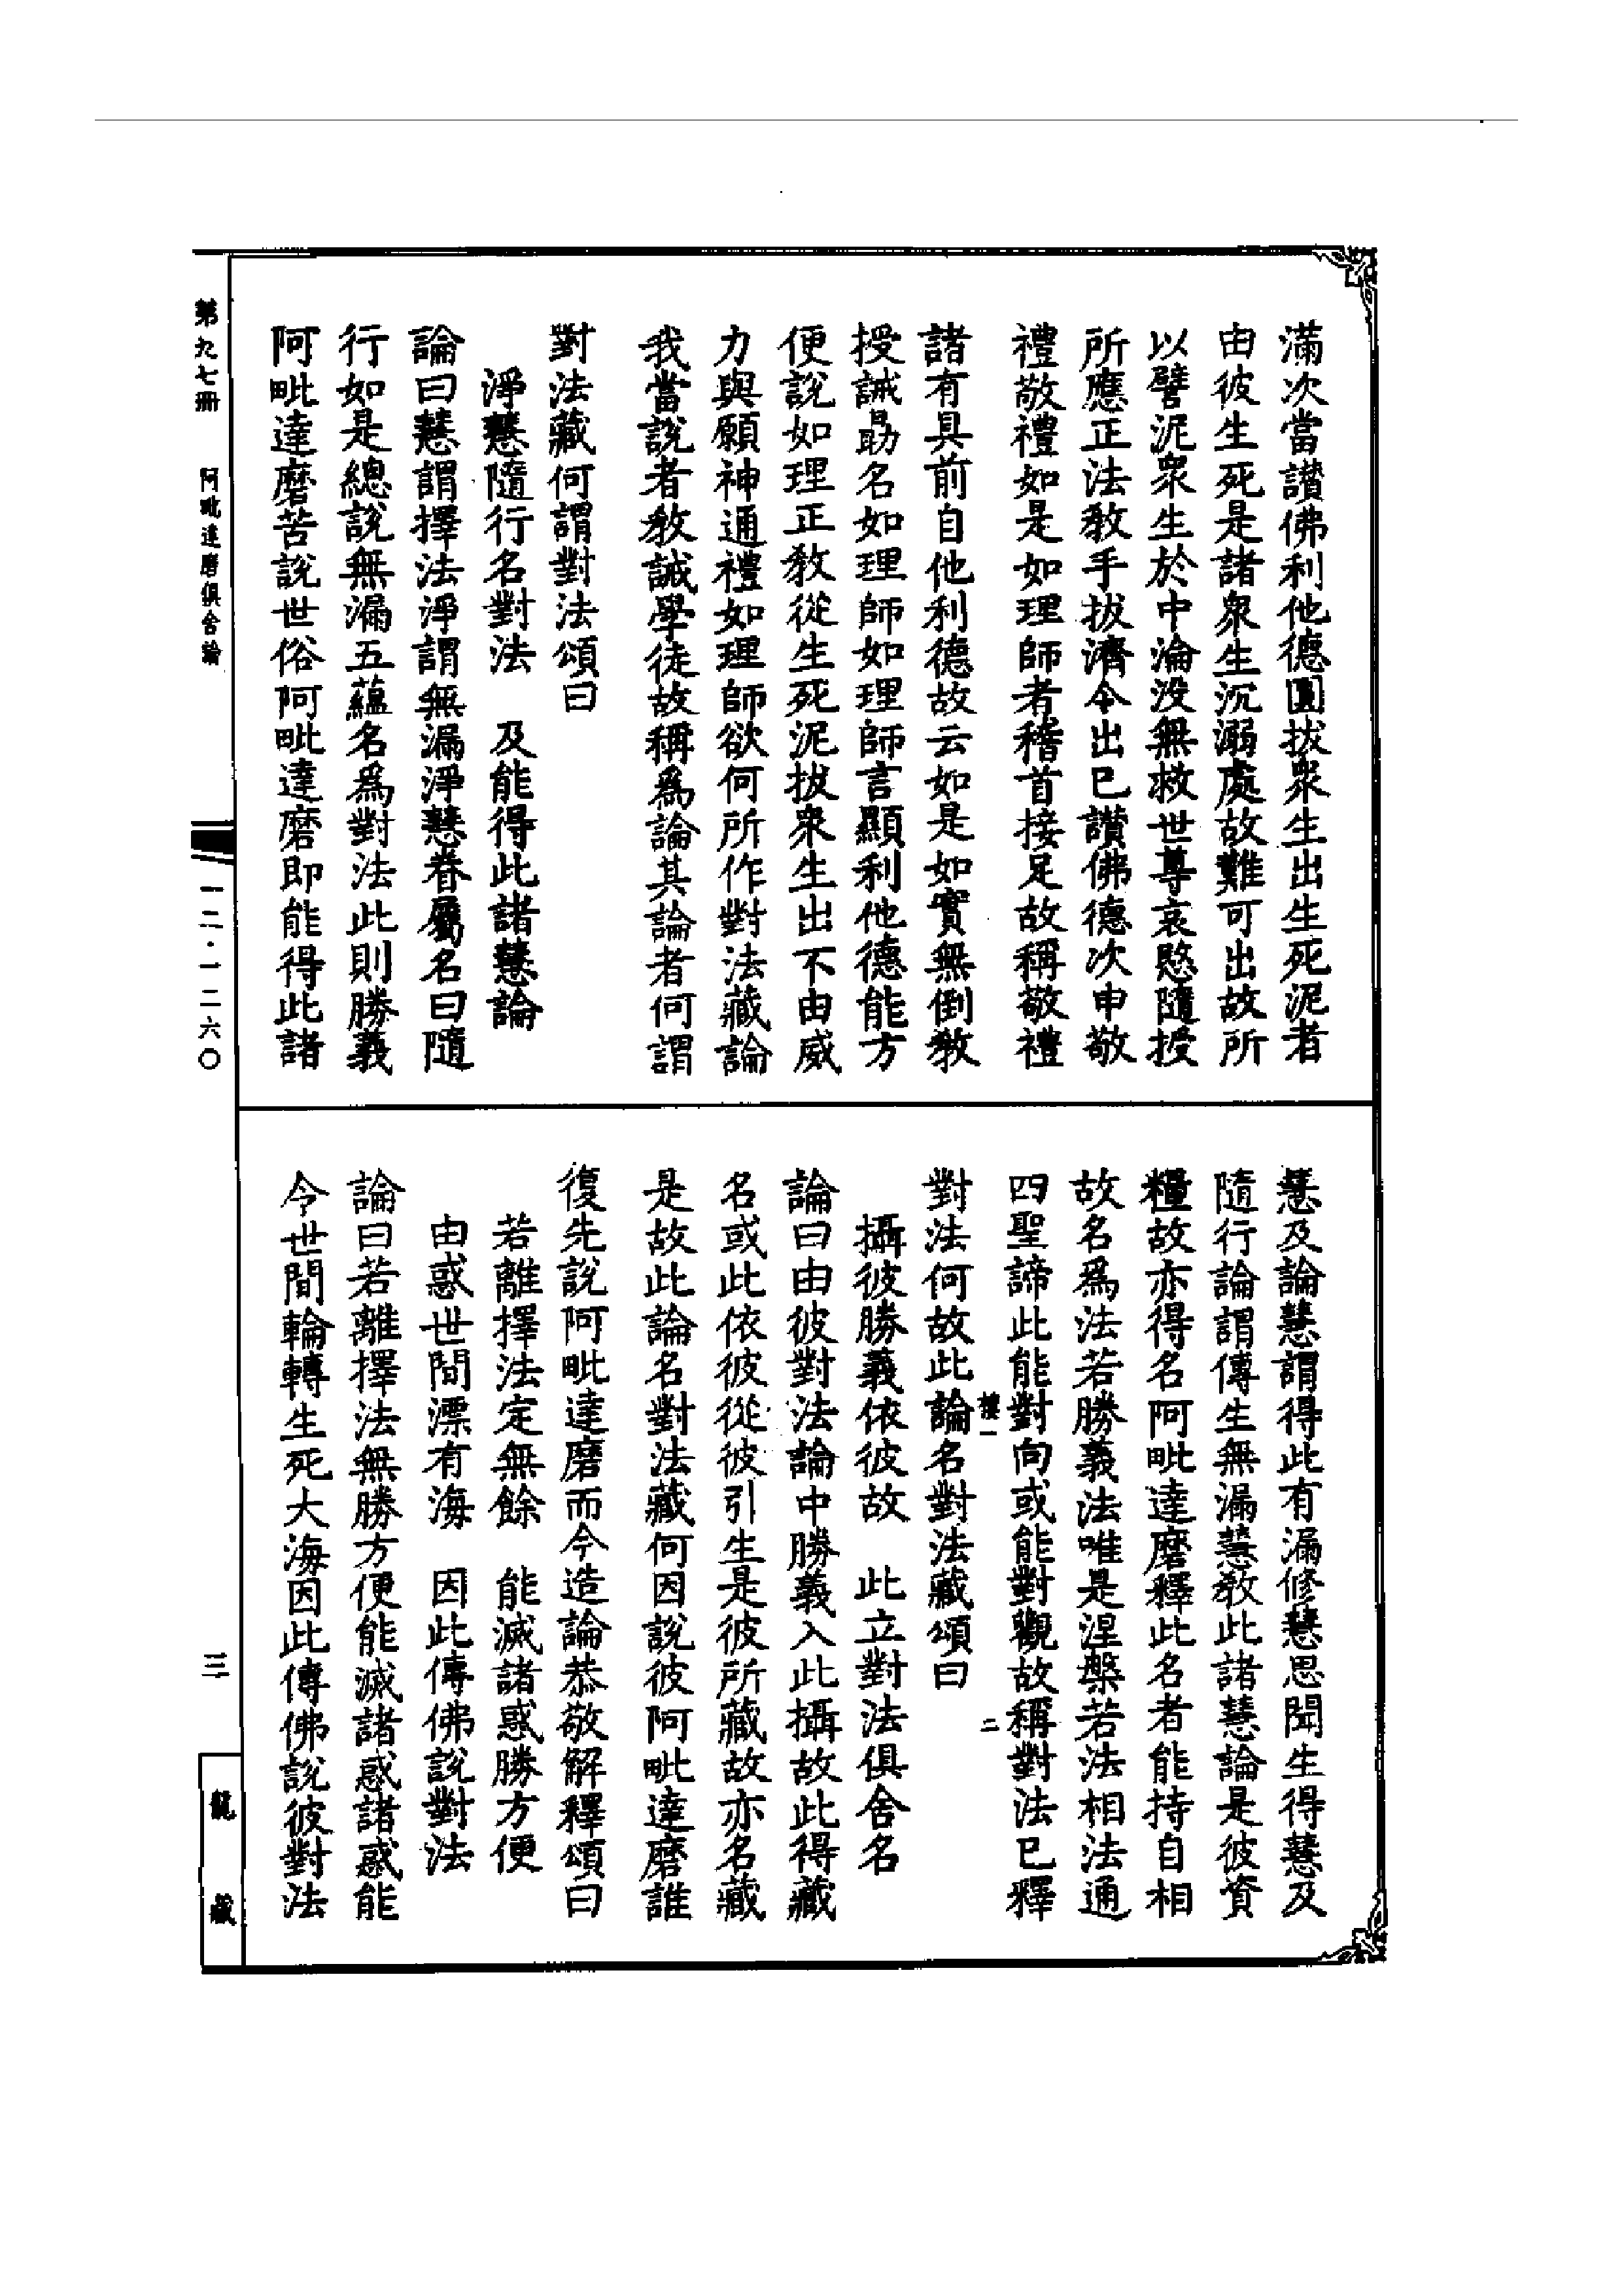 滿次當讃佛利他德圓拔衆生出生死泥者
由彼生死是諸衆生沉溺處故難可出故所
以譬泥衆生於中淪没無救世尊哀愍隨授
所應正法教手拔濟令出已讃佛德次申敬
禮敬禮如是如理師者稽首接足故稱敬禮
諸有具前自他利德故云如是如實無倒教
授誡勗名如理師如理師言顯利他德能方
便說如理正教從生死泥拔衆生出不由威
力與願神通禮如理師欲何所作對法藏論
我當說者教誡學徒故稱爲論其論者何謂
對法藏何謂對法頌曰
淨慧隨行名對法　及能得此諸慧論
論曰慧謂擇法淨謂無漏淨慧眷屬名曰隨
行如是總說無漏五蘊名爲對法此則勝義
阿毗達磨苦說世俗阿毗達磨即能得此諸
慧及論慧謂得此有漏修慧思聞生得慧及
隨行論謂傳生無漏慧教此諸慧論是彼資
糧故亦得名阿毗達磨釋此名者能持自相
故名爲法若勝義法唯是涅槃若法相法通
四聖諦此能對向或能對觀故稱對法已釋
對法何故此論名對法藏頌曰
攝彼勝義依彼故　此立對法俱舍名
論曰由彼對法論中勝義入此攝故此得藏
名或此依彼從彼引生是彼所藏故亦名藏
是故此論名對法藏何因說彼阿毗達磨誰
復先說阿毗達磨而今造論恭敬解釋頌曰
若離擇法定無餘　能滅諸惑勝方便
由惑世間漂有海　因此傳佛說對法
論曰若離擇法無勝方便能滅諸惑諸惑能
令世間輪轉生死大海因此傳佛說彼對法
第九七册　阿毗達磨俱舍論
一二·一二六〇
三
龍藏
一
二